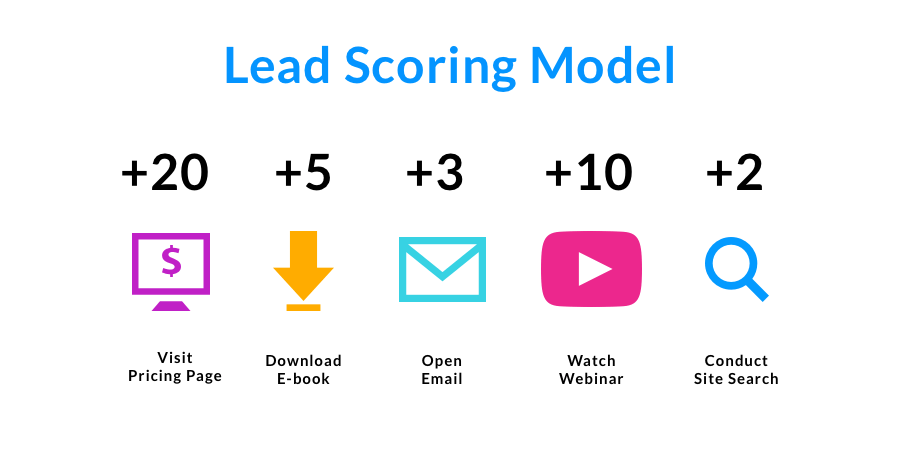 Lead Scoring Model
+20
+5
+3
+10
+2
$
Visit
Pricing Page
Download
E-book
Open
Email
Watch
Webinar
Conduct
Site Search